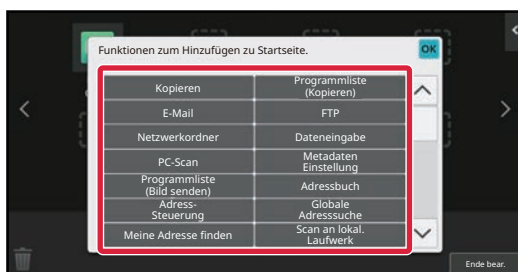 Funktionen zum Hinzufügen zu Startseite.
OK
Kopieren
Programmliste
(Kopieren)
E-Mail
FTP
Netzwerkordner
Dateneingabe
PC-Scan
Metadaten
Einstellung
Programmliste
(Bild senden)
Adressbuch
Adress-
Steuerung
Globale
Adresssuche
Meine Adresse finden
Scan an lokal.
Laufwerk
Ende bear.